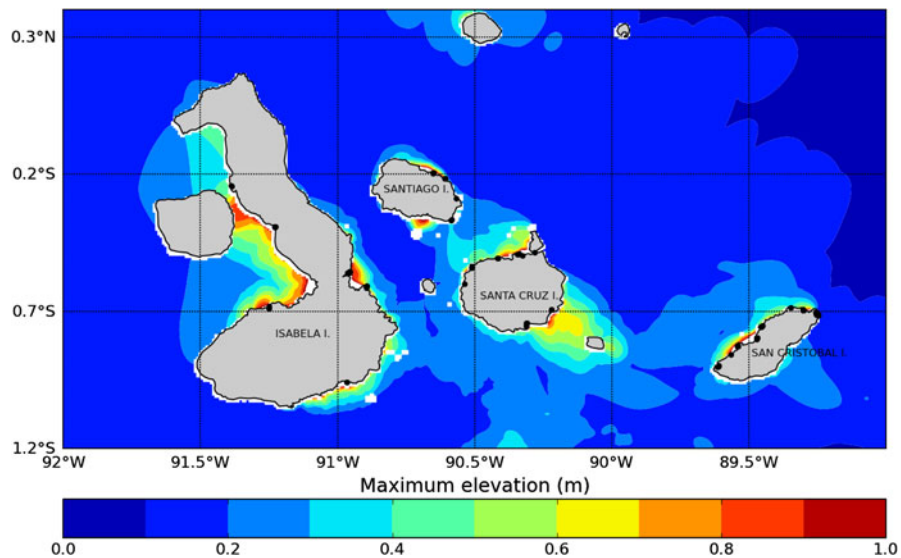 0.3°N
0.2°S
SANTIAGO I.
SANTA CRUZ I.
0.7°S
ISABELA I.
SAN CRISTOBAL I.
1.2°S
92°W 91.5°W 91°W 90.5°W 90°W 89.5°W
Maximum elevation (m)
0.0 0.2 0.4 0.6 0.8 1.0